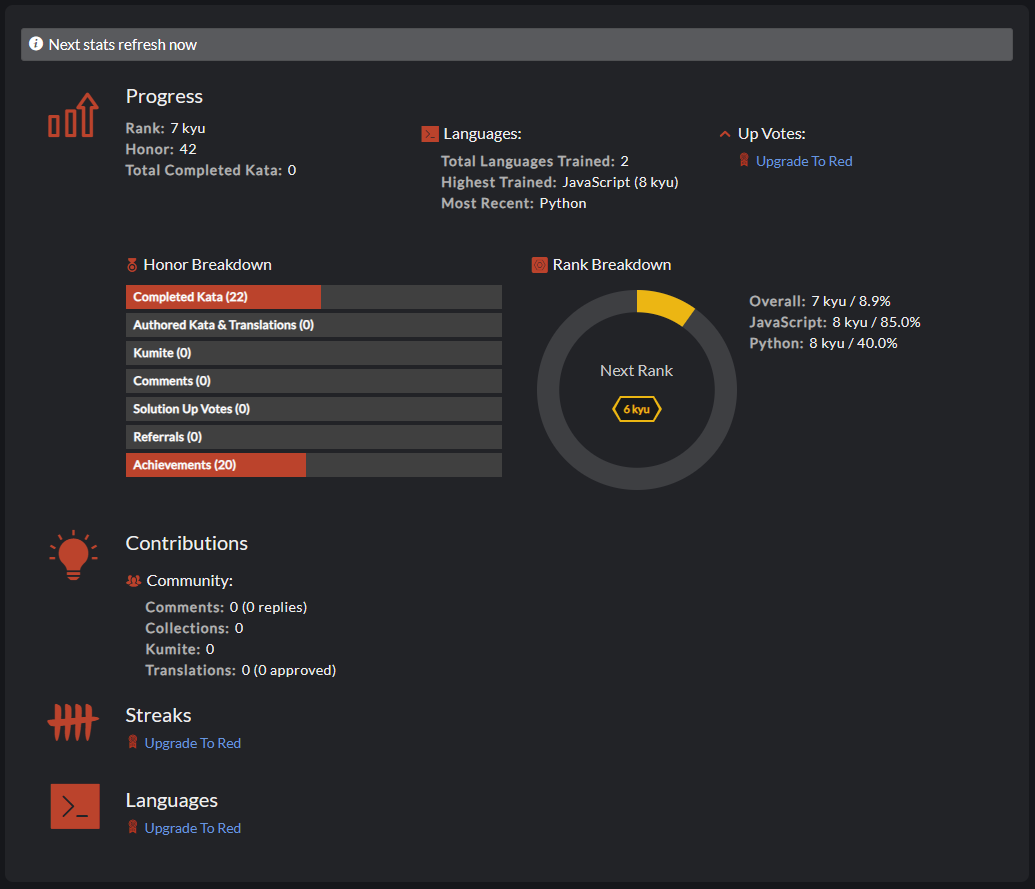 Next stats refresh now
Progress
Rank: 7 kyu
Honor: 42
Total Completed Kata: 0
Languages:
Total Languages Trained: 2
Highest Trained: JavaScript (8 kyu)
Most Recent: Python
Up Votes:
Upgrade To Red
Honor Breakdown
Completed Kata (22)
Authored Kata & Translations (0)
Kumite (0)
Comments (0)
Solution Up Votes (0)
Referrals (0)
Achievements (20)
Rank Breakdown
Next Rank
6 kyu
Overall: 7 kyu / 8.9%
JavaScript: 8 kyu / 85.0%
Python: 8 kyu / 40.0%
Contributions
Community:
Comments: 0 (0 replies)
Collections: 0
Kumite: 0
Translations: 0 (0 approved)
Streaks
Upgrade To Red
Languages
Upgrade To Red